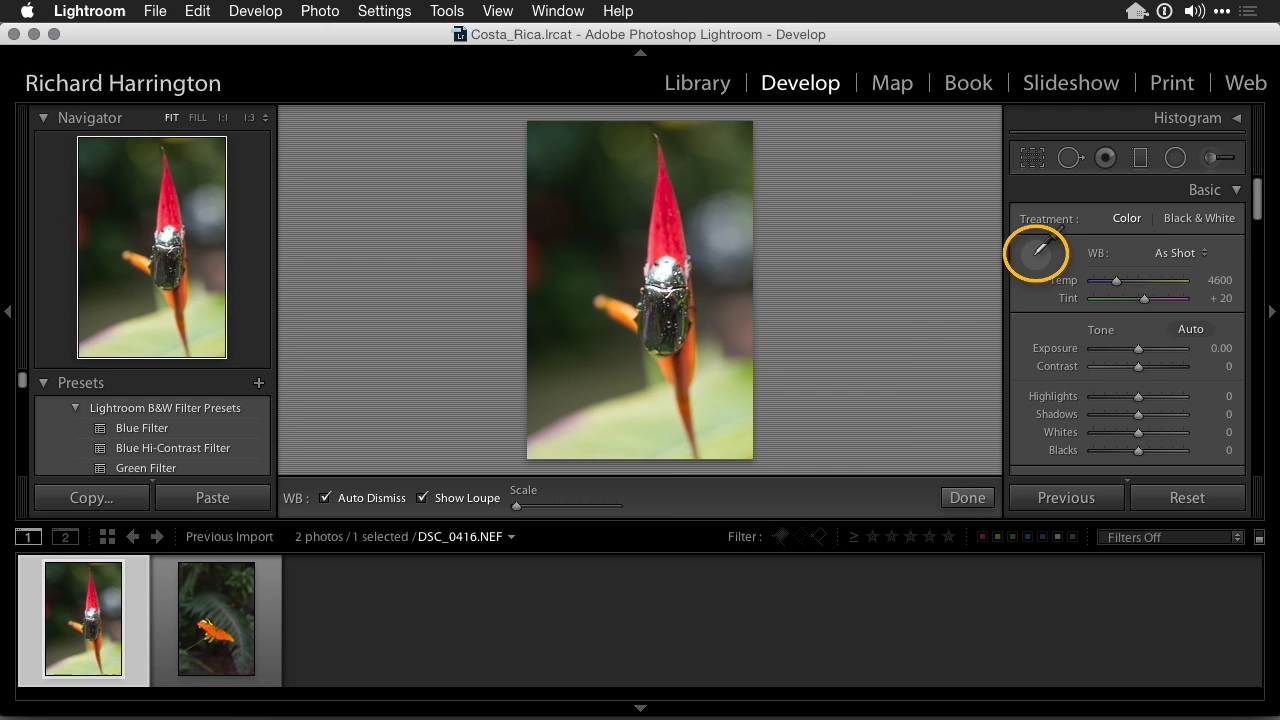 Lightroom File Edit Develop Photo Settings Tools View Window Help
Lr Costa_Rica.lrcat - Adobe Photoshop Lightroom - Develop
Richard Harrington
Library Develop Map Book Slideshow Print Web
Navigator FIT FILL 1:1 1:3
Presets
Lightroom B&W Filter Presets
Blue Filter
Blue Hi-Contrast Filter
Green Filter
Copy... Paste
WB : Auto Dismiss Show Loupe Scale Done
Histogram
Basic
Treatment : Color Black & White
WB : As Shot
Temp 4600
Tint + 20
Tone Auto
Exposure 0.00
Contrast 0
Highlights 0
Shadows 0
Whites 0
Blacks 0
Previous Reset
1 2 Previous Import 2 photos / 1 selected / DSC_0416.NEF Filter : ≥ Filters Off